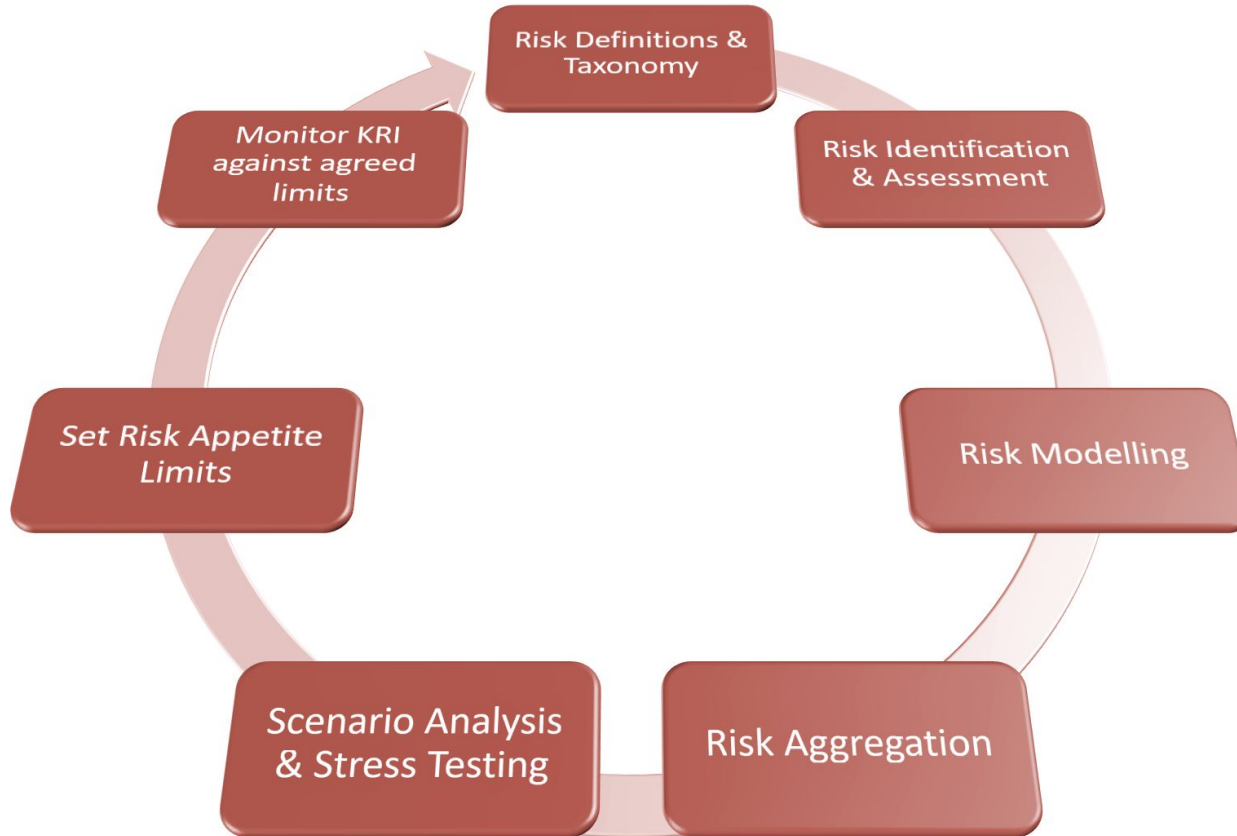 Risk Definitions &
Taxonomy
Risk Identification
& Assessment
Risk Modelling
Risk Aggregation
Scenario Analysis
& Stress Testing
Set Risk Appetite
Limits
Monitor KRI
against agreed
limits